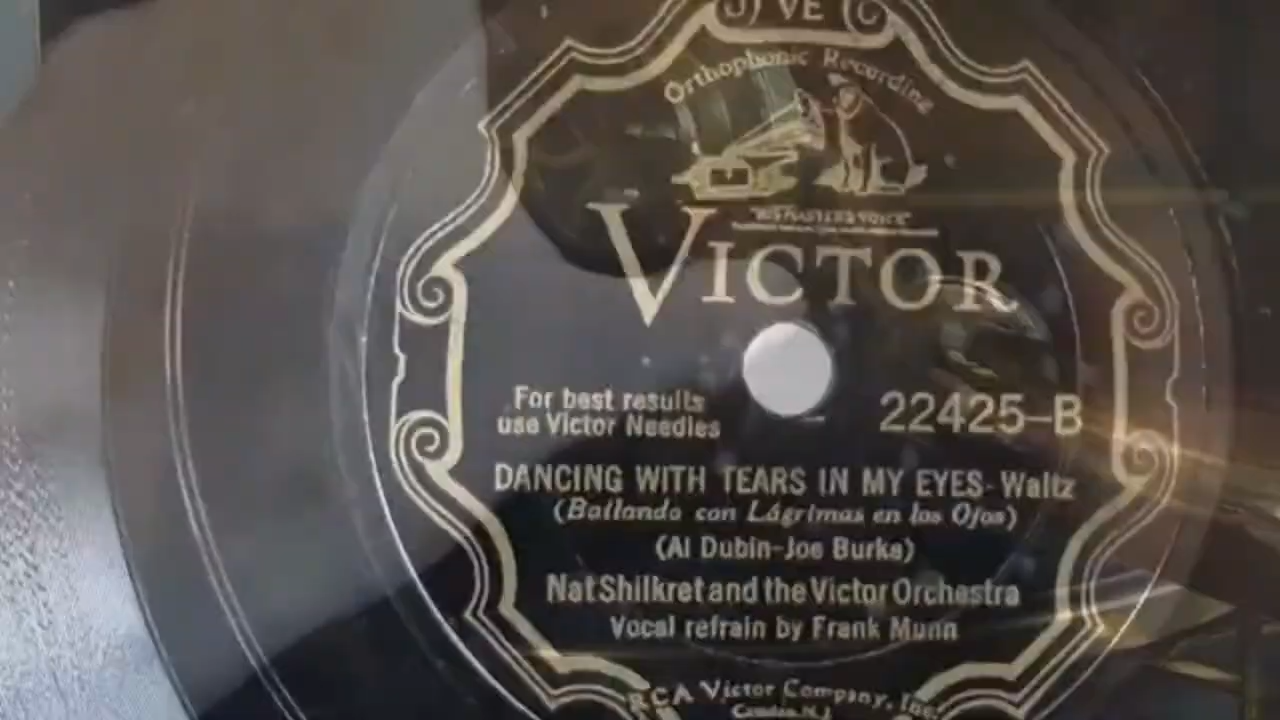 VE
Orthophonic Recording
"HIS MASTER'S VOICE"
VICTOR
For best results
use Victor Needles
22425-B
DANCING WITH TEARS IN MY EYES-Waltz
(Bailando con Lágrimas en los Ojos)
(Al Dubin-Joe Burke)
Nat Shilkret and the Victor Orchestra
Vocal refrain by Frank Munn
RCA Victor Company, Inc.
Camden, N.J.